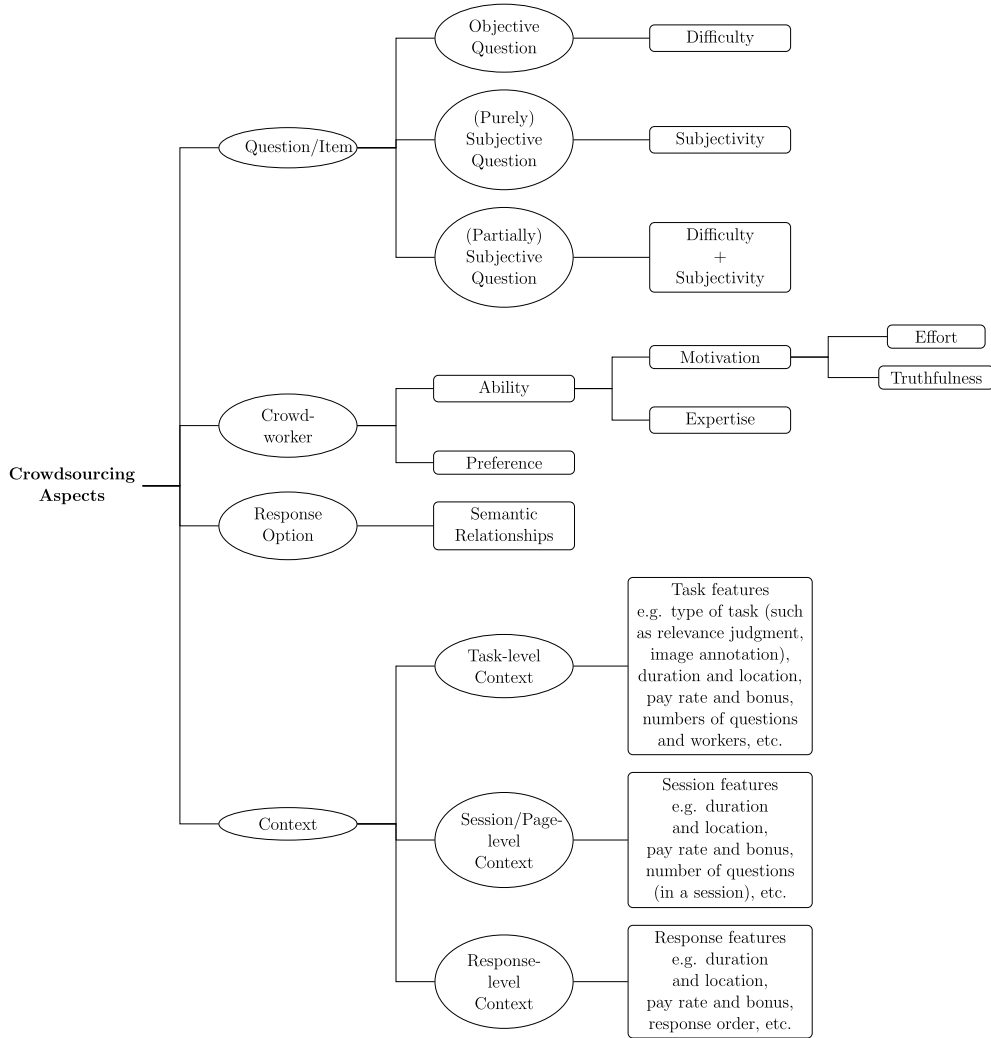 Objective
Question
Difficulty
(Purely)
Subjective
Question
Subjectivity
Question/Item
(Partially)
Subjective
Question
Difficulty
+
Subjectivity
Effort
Motivation
Truthfulness
Ability
Expertise
Crowd-
worker
Preference
Crowdsourcing
Aspects
Response
Option
Semantic
Relationships
Task-level
Context
Task features
e.g. type of task (such
as relevance judgment,
image annotation),
duration and location,
pay rate and bonus,
numbers of questions
and workers, etc.
Context
Session/Page-
level
Context
Session features
e.g. duration
and location,
pay rate and bonus,
number of questions
(in a session), etc.
Response-
level
Context
Response features
e.g. duration
and location,
pay rate and bonus,
response order, etc.